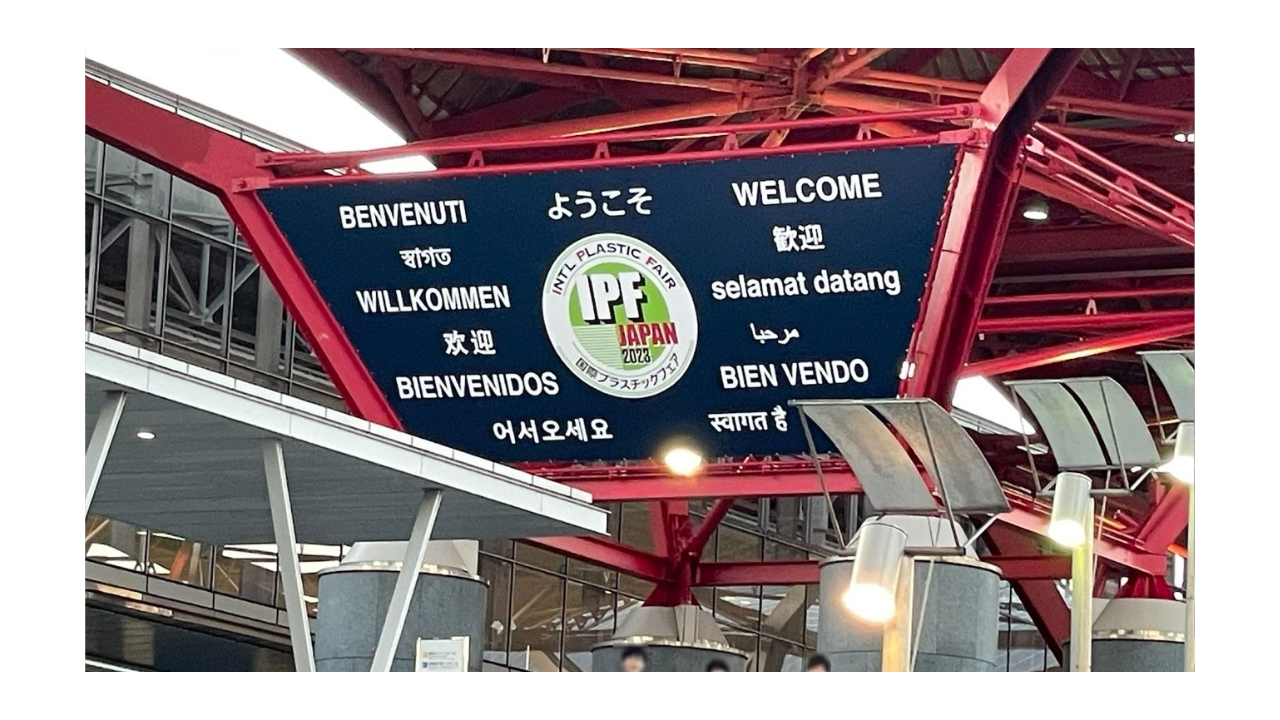 BENVENUTI
স্বাগত
WILLKOMMEN
欢迎
BIENVENIDOS
어서오세요
ようこそ
INT'L PLASTIC FAIR
IPF
JAPAN
2023
国際プラスチックフェア
WELCOME
歓迎
selamat datang
مرحبا
BIEN VENDO
स्वागत है